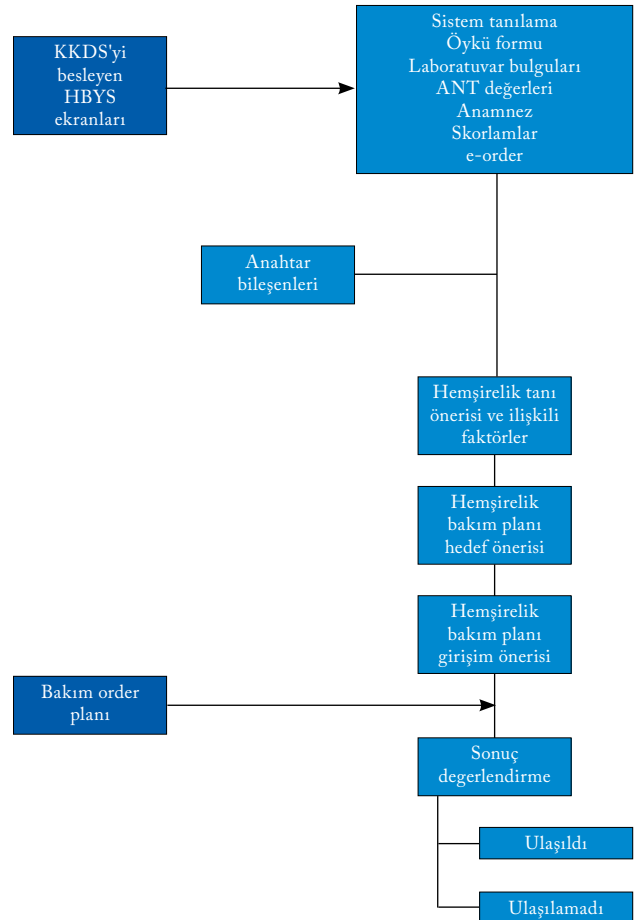 KKDS'yi
besleyen
HBYS
ekranları
Sistem tanılama
Öykü formu
Laboratuvar bulguları
ANT değerleri
Anamnez
Skorlamlar
e-order
Anahtar
bileşenleri
Hemşirelik tanı
önerisi ve ilişkili
faktörler
Hemşirelik
bakım planı
hedef önerisi
Hemşirelik
bakım planı
girişim önerisi
Bakım order
planı
Sonuç
degerlendirme
Ulaşıldı
Ulaşılamadı